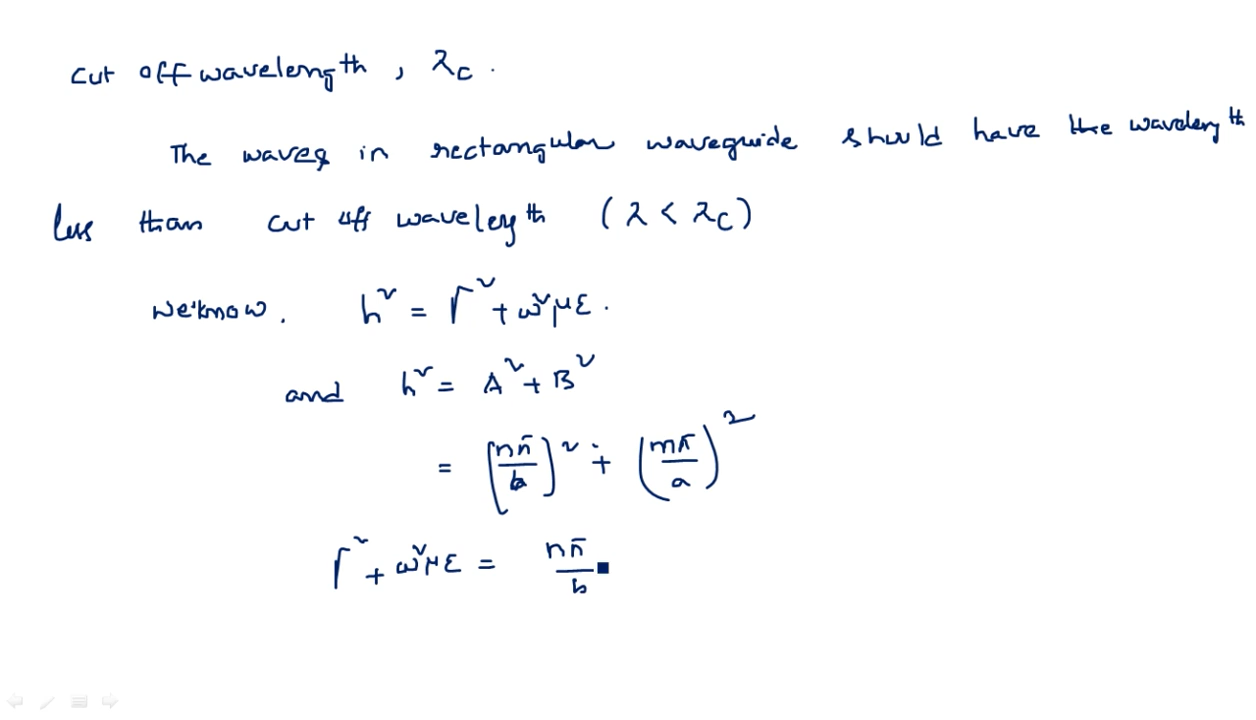 cut off wavelength, λc.
The waves in rectangular waveguide should have the wavelength
less than cut off wavelength (λ < λc)
We know. h² = Γ² + ω²με.
and h² = A² + B²
= (nπ/b)² + (mπ/a)²
Γ² + ω²με = nπ/b